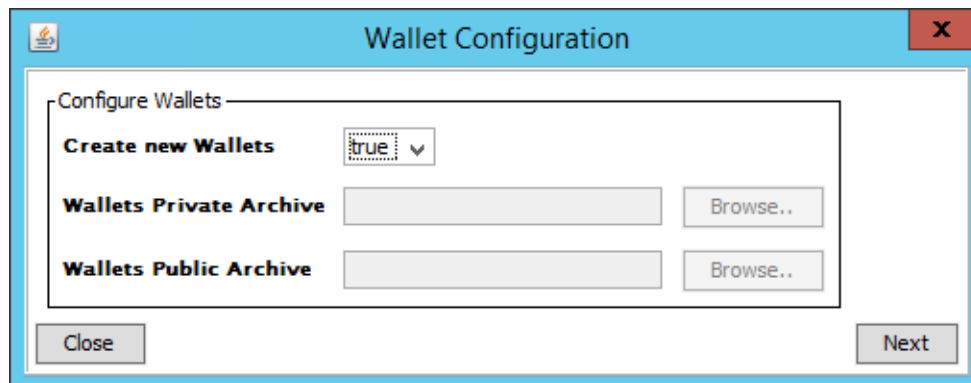 Wallet Configuration
x
Configure Wallets
Create new Wallets true
Wallets Private Archive Browse..
Wallets Public Archive Browse..
Close Next